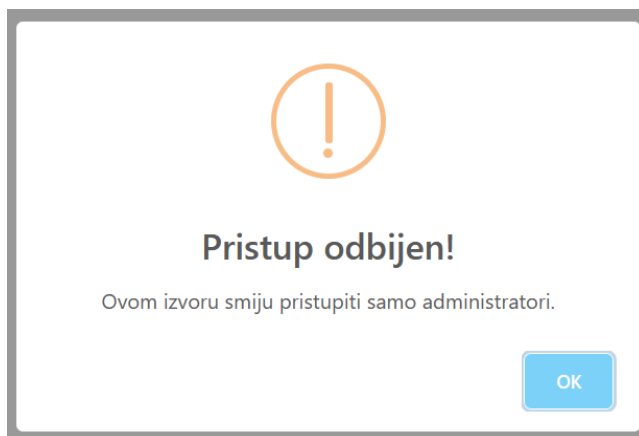 Pristup odbijen!
Ovom izvoru smiju pristupiti samo administratori.
OK